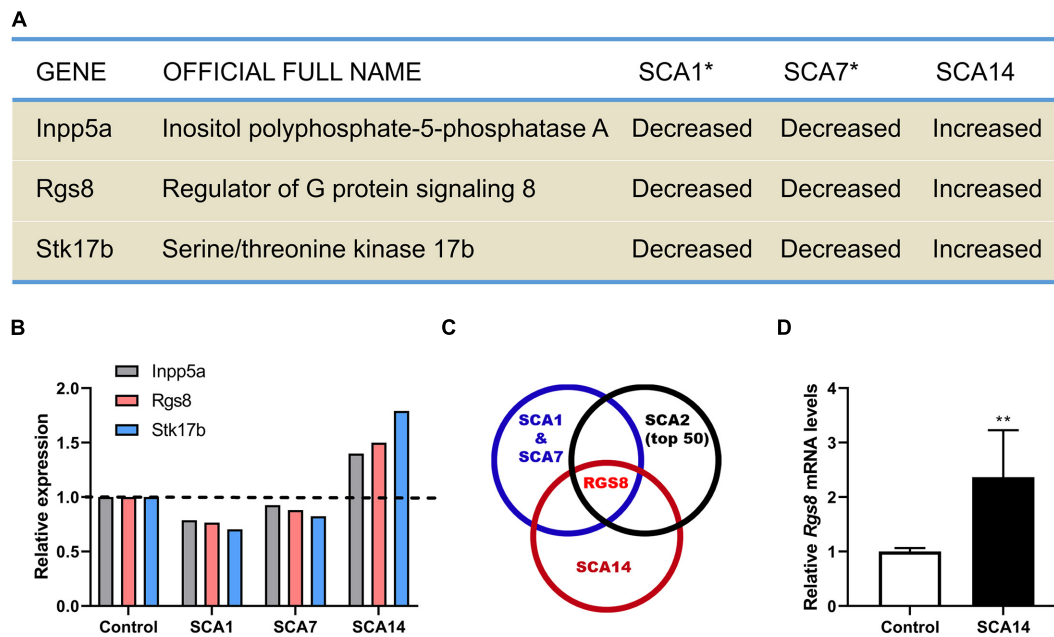 A
GENE OFFICIAL FULL NAME SCA1* SCA7* SCA14
Inpp5a Inositol polyphosphate-5-phosphatase A Decreased Decreased Increased
Rgs8 Regulator of G protein signaling 8 Decreased Decreased Increased
Stk17b Serine/threonine kinase 17b Decreased Decreased Increased
B
Inpp5a
Rgs8
Stk17b
Relative expression
2.0
1.5
1.0
0.5
0.0
Control SCA1 SCA7 SCA14
C
SCA1
&
SCA7
SCA2
(top 50)
RGS8
SCA14
D
Relative Rgs8 mRNA levels
4
3
2
1
0
**
Control SCA14